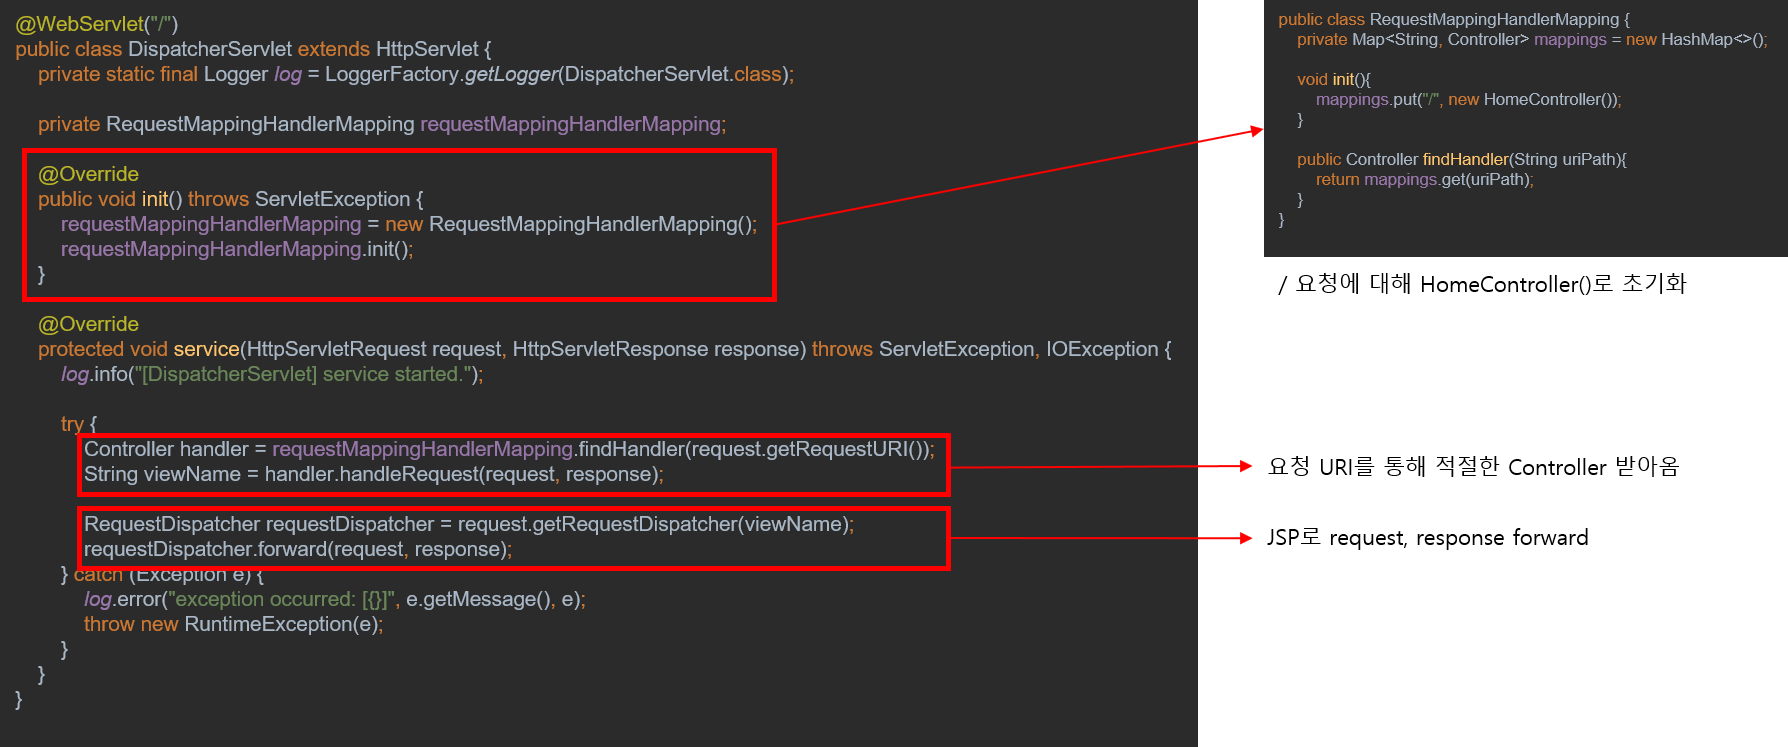 @WebServlet("/")
public class DispatcherServlet extends HttpServlet {
private static final Logger log = LoggerFactory.getLogger(DispatcherServlet.class);
private RequestMappingHandlerMapping requestMappingHandlerMapping;
@Override
public void init() throws ServletException {
requestMappingHandlerMapping = new RequestMappingHandlerMapping();
requestMappingHandlerMapping.init();
}
@Override
protected void service(HttpServletRequest request, HttpServletResponse response) throws ServletException, IOException {
log.info("[DispatcherServlet] service started.");
try {
Controller handler = requestMappingHandlerMapping.findHandler(request.getRequestURI());
String viewName = handler.handleRequest(request, response);
RequestDispatcher requestDispatcher = request.getRequestDispatcher(viewName);
requestDispatcher.forward(request, response);
} catch (Exception e) {
log.error("exception occurred: [{}]", e.getMessage(), e);
throw new RuntimeException(e);
}
}
}
public class RequestMappingHandlerMapping {
private Map<String, Controller> mappings = new HashMap<>();
void init(){
mappings.put("/", new HomeController());
}
public Controller findHandler(String uriPath){
return mappings.get(uriPath);
}
}
/ 요청에 대해 HomeController()로 초기화
요청 URI를 통해 적절한 Controller 받아옴
JSP로 request, response forward